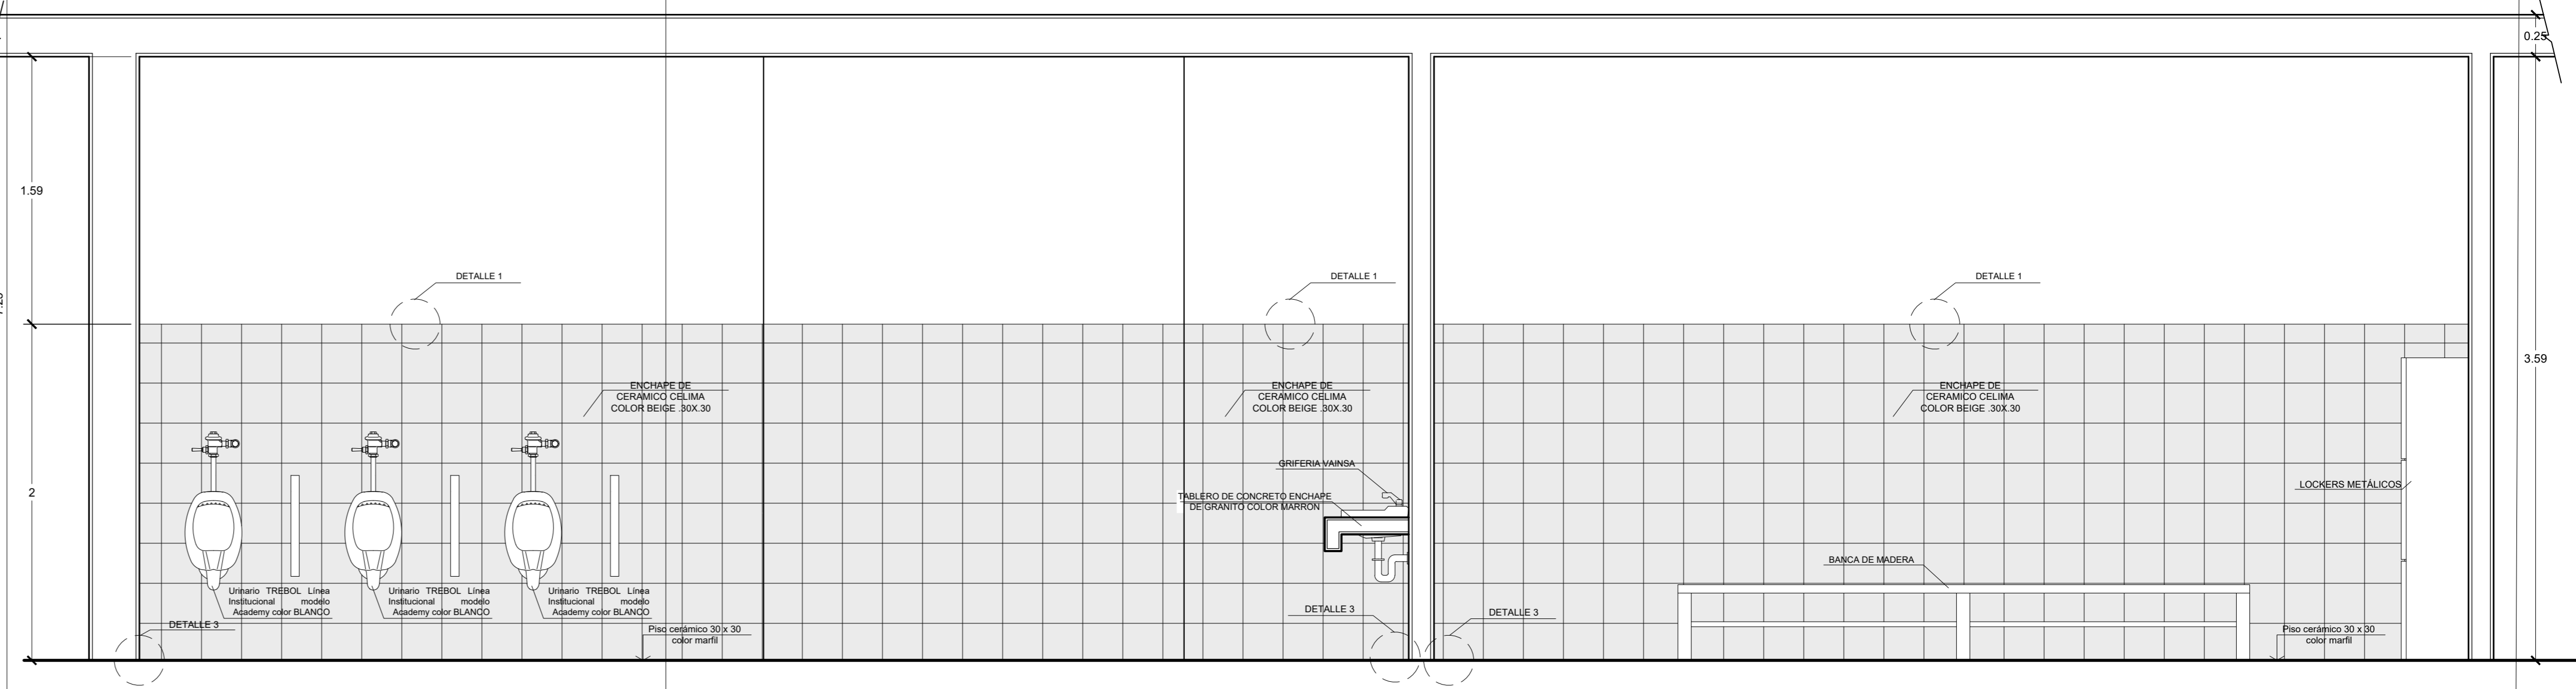 0.25
1.59
DETALLE 1
DETALLE 1
DETALLE 1
3.59
ENCHAPE DE
CERAMICO CELIMA
COLOR BEIGE .30X.30
ENCHAPE DE
CERAMICO CELIMA
COLOR BEIGE .30X.30
ENCHAPE DE
CERAMICO CELIMA
COLOR BEIGE .30X.30
GRIFERIA VAINSA
2
TABLERO DE CONCRETO ENCHAPE
DE GRANITO COLOR MARRON
LOCKERS METÁLICOS
BANCA DE MADERA
Urinario TREBOL Línea
Institucional modelo
Academy color BLANCO
Urinario TREBOL Línea
Institucional modelo
Academy color BLANCO
Urinario TREBOL Línea
Institucional modelo
Academy color BLANCO
DETALLE 3
DETALLE 3
DETALLE 3
Piso cerámico 30 x 30
color marfil
Piso cerámico 30 x 30
color marfil